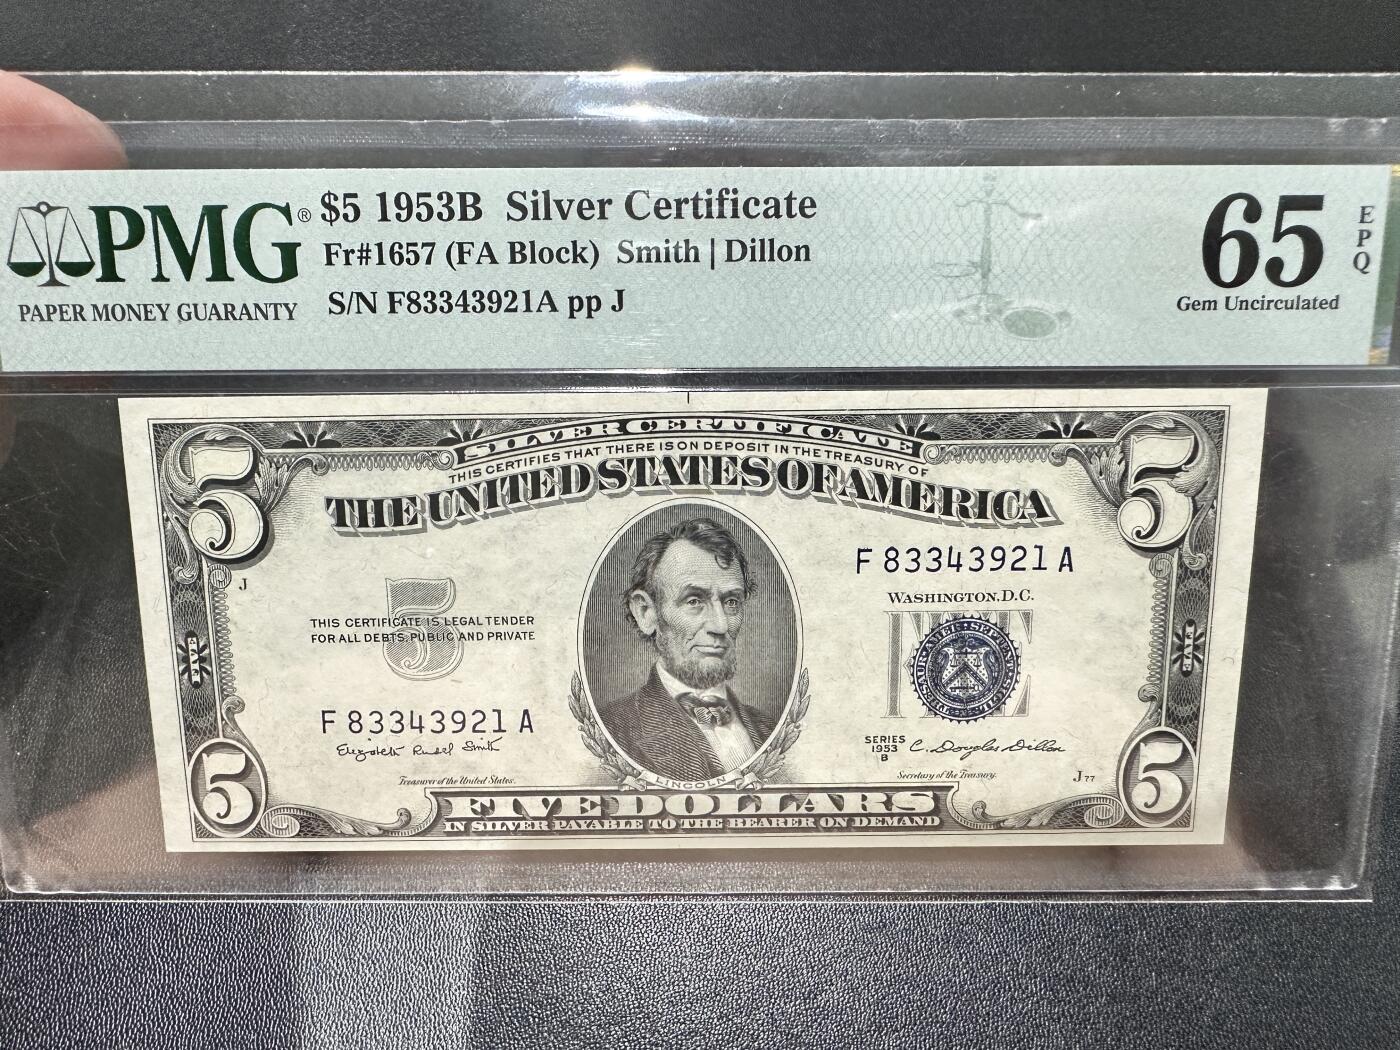 PMG®
PAPER MONEY GUARANTY
$5 1953B Silver Certificate
Fr#1657 (FA Block) Smith | Dillon
S/N F83343921A pp J
65
EPQ
Gem Uncirculated
5
5
SILVER CERTIFICATE
THIS CERTIFIES THAT THERE IS ON DEPOSIT IN THE TREASURY OF
THE UNITED STATES OF AMERICA
F 83343921 A
J
WASHINGTON, D.C.
5
THIS CERTIFICATE IS LEGAL TENDER
FOR ALL DEBTS, PUBLIC AND PRIVATE
FIVE
FIVE
F 83343921 A
Elizabeth Rudel Smith
Treasurer of the United States.
SERIES
1953
B
C. Douglas Dillon
Secretary of the Treasury.
J 77
LINCOLN
5
5
FIVE DOLLARS
IN SILVER PAYABLE TO THE BEARER ON DEMAND